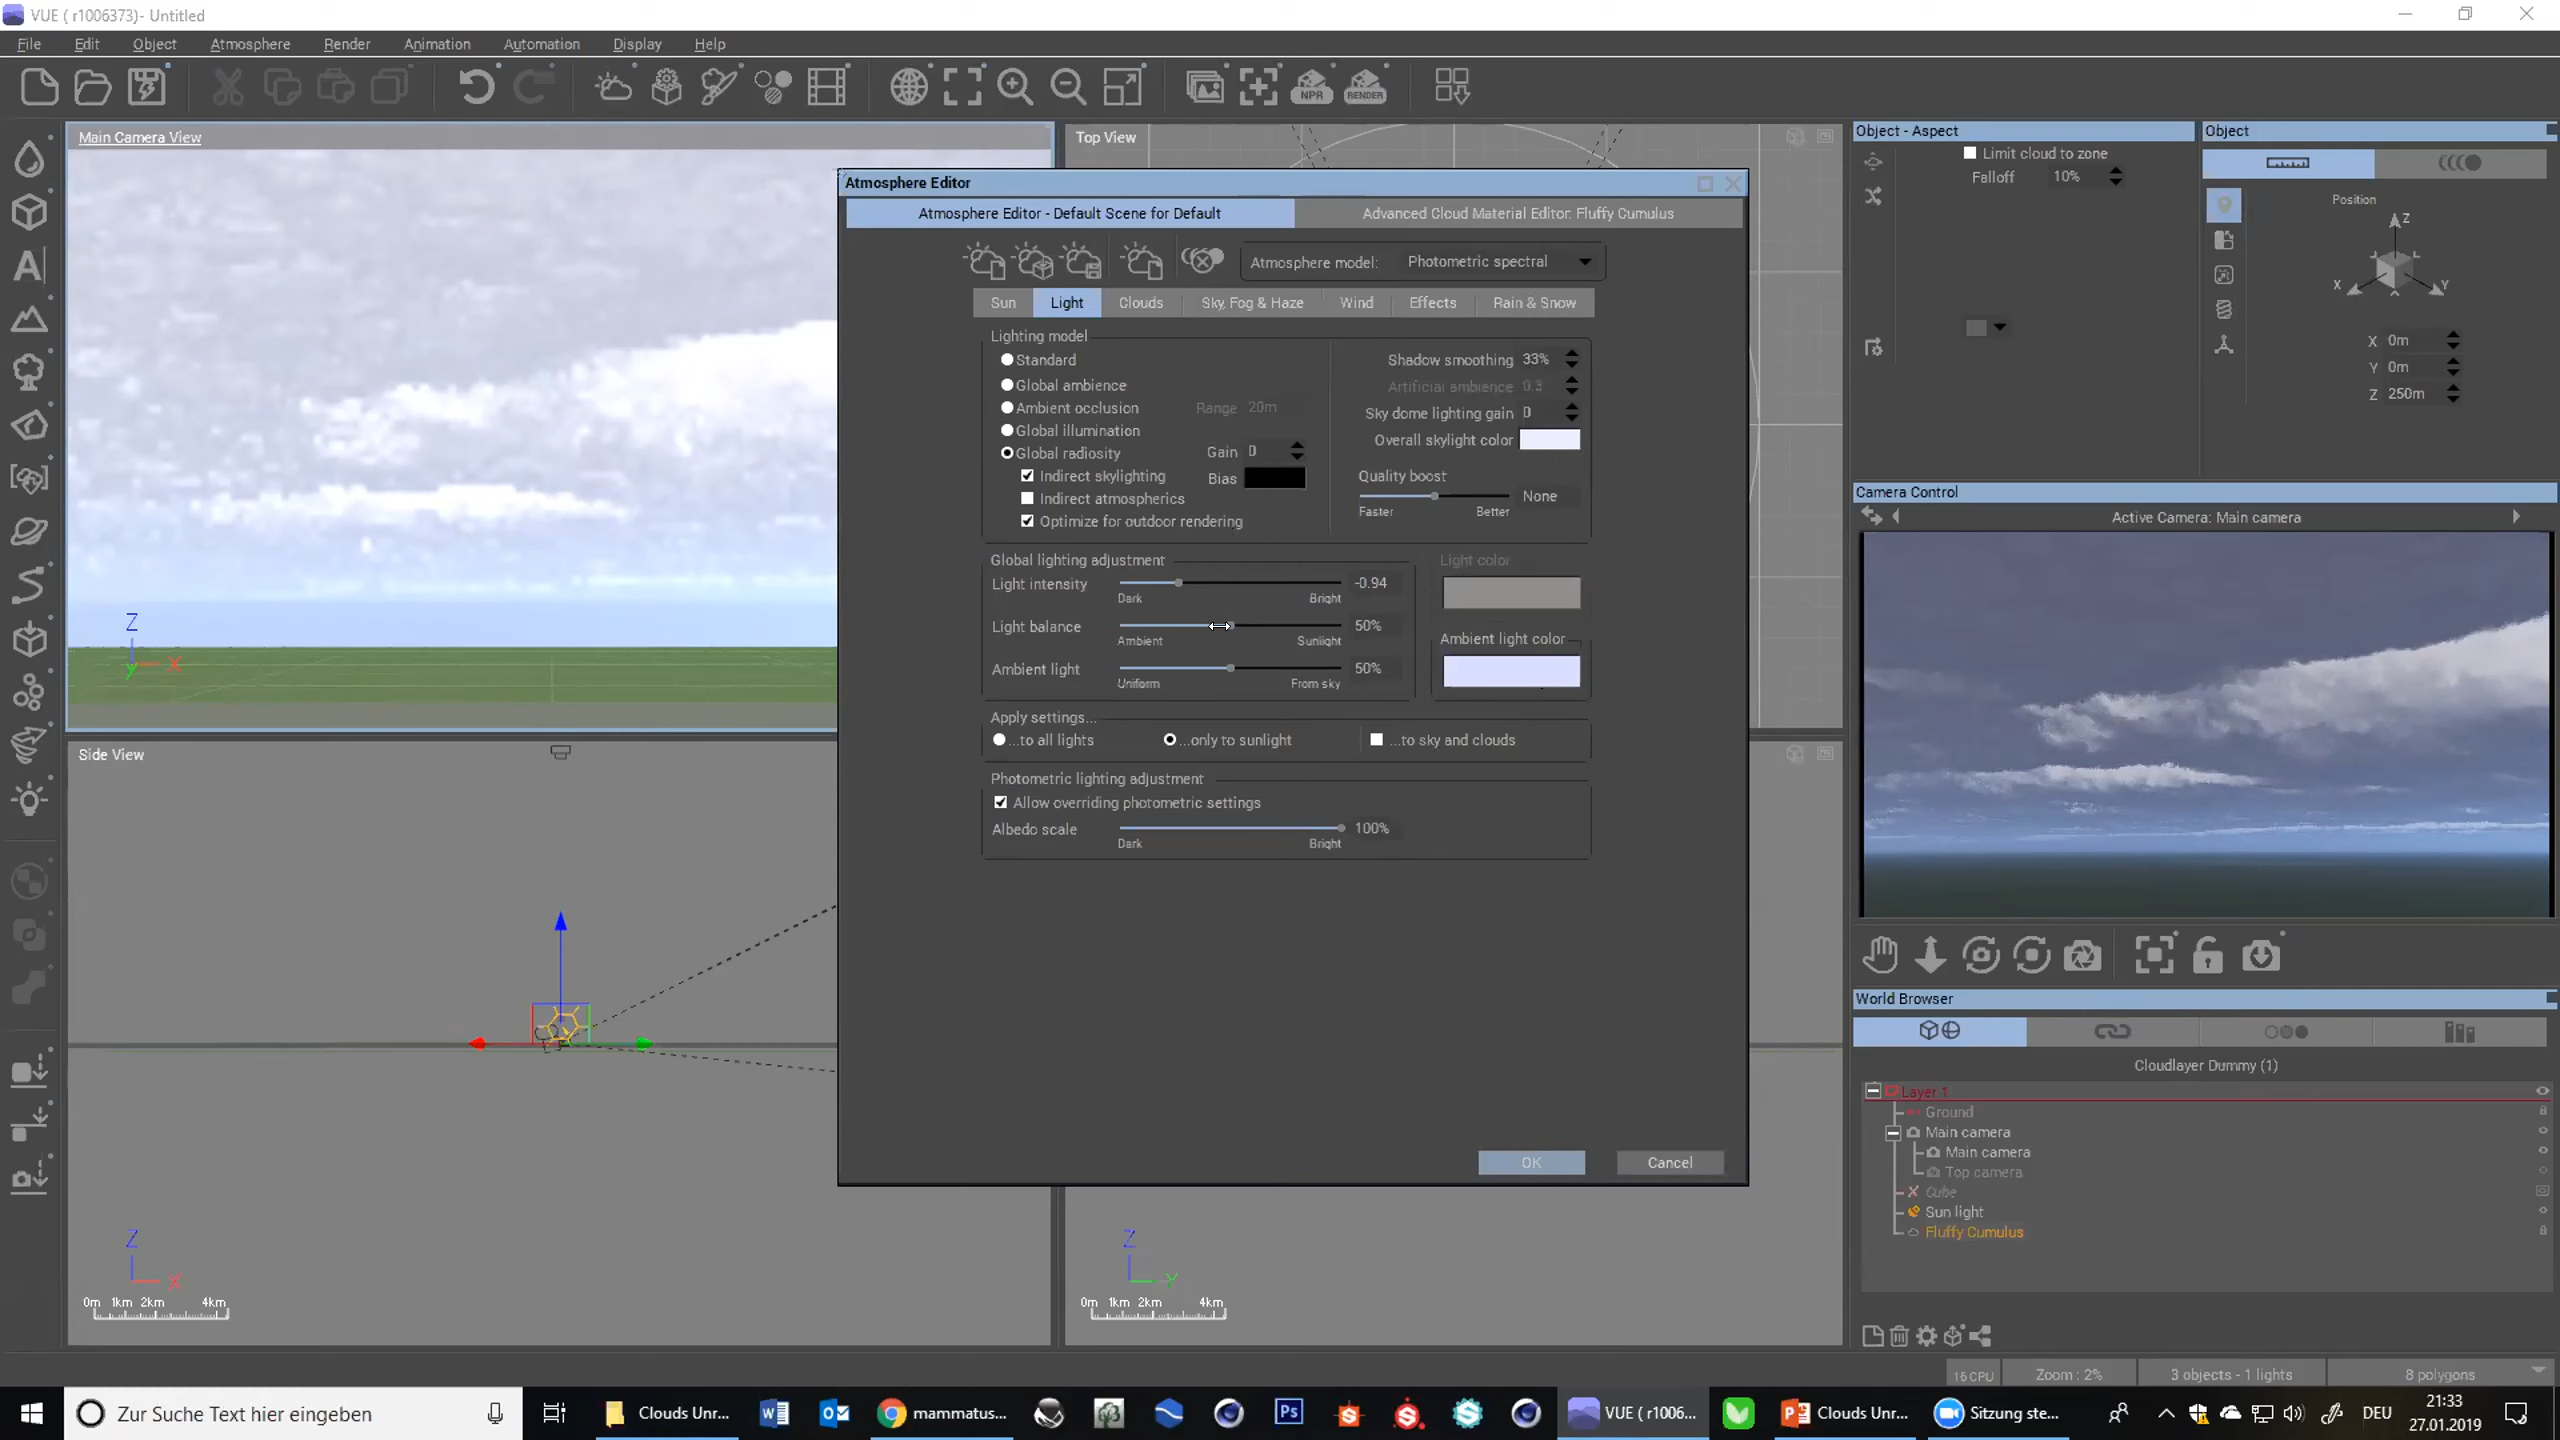 VUE ( r1006373)- Untitled
File Edit Object Atmosphere Render Animation Automation Display Help
NPR RENDER
Main Camera View
Top View
Object - Aspect
Object
Limit cloud to zone
Falloff 10%
Position
Z
X Y
X 0m
Y 0m
Z 250m
Atmosphere Editor
Atmosphere Editor - Default Scene for Default
Advanced Cloud Material Editor: Fluffy Cumulus
Atmosphere model: Photometric spectral
Sun Light Clouds Sky, Fog & Haze Wind Effects Rain & Snow
Lighting model
Standard
Global ambience
Ambient occlusion Range 20m
Global illumination
Global radiosity Gain 0
Indirect skylighting Bias
Indirect atmospherics
Optimize for outdoor rendering
Shadow smoothing 33%
Artificial ambience 0.3
Sky dome lighting gain 0
Overall skylight color
Quality boost
None
Faster Better
Global lighting adjustment
Light intensity -0.94
Dark Bright
Light balance 50%
Ambient Sunlight
Ambient light 50%
Uniform From sky
Light color
Ambient light color
Apply settings...
...to all lights ...only to sunlight ...to sky and clouds
Photometric lighting adjustment
Allow overriding photometric settings
Albedo scale 100%
Dark Bright
OK Cancel
Camera Control
Active Camera: Main camera
Z
y X
Side View
Z
X
0m 1km 2km 4km
Z
Y
0m 1km 2km 4km
World Browser
Cloudlayer Dummy (1)
Layer 1
Ground
Main camera
Main camera
Top camera
Cube
Sun light
Fluffy Cumulus
16 CPU Zoom : 2% 3 objects - 1 lights 8 polygons
Zur Suche Text hier eingeben
Clouds Unr...
mammatus...
Ps
VUE ( r1006...
Clouds Unr...
Sitzung ste...
DEU
21:33
27.01.2019